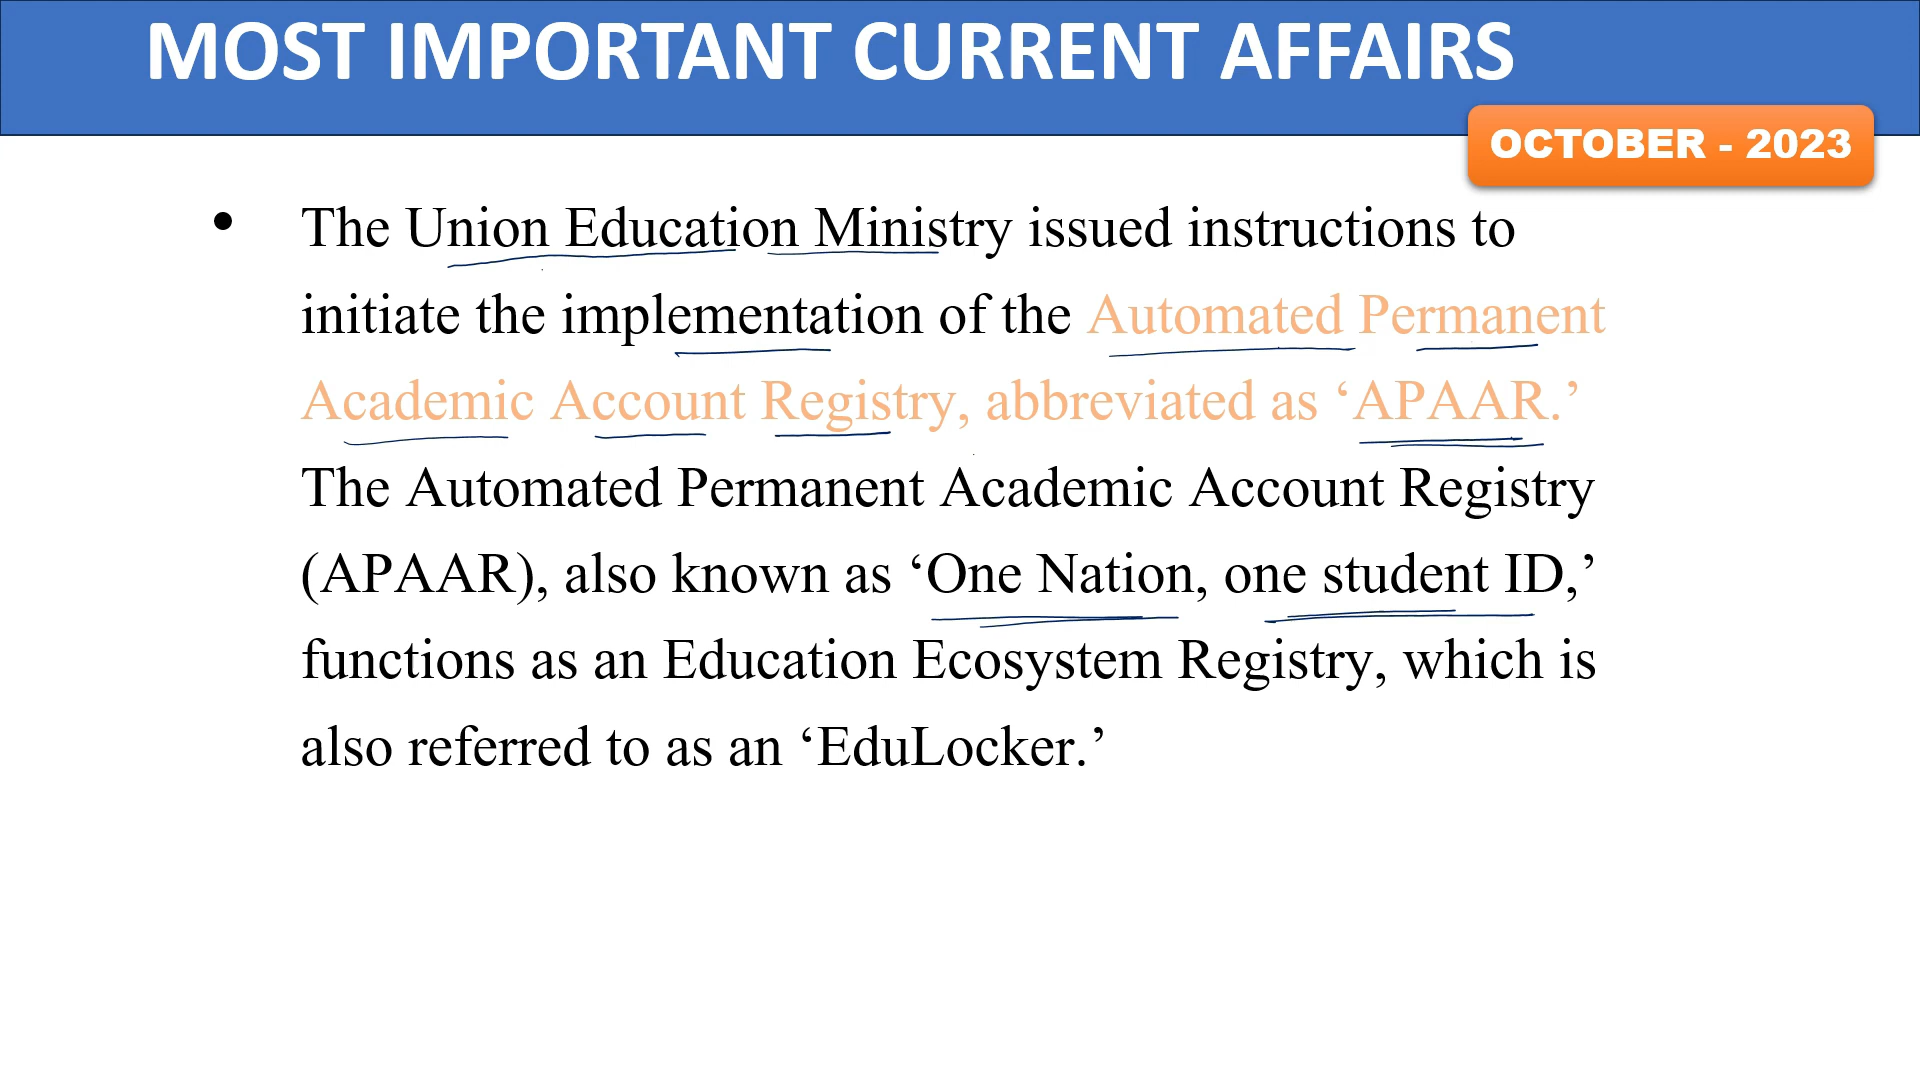 MOST IMPORTANT CURRENT AFFAIRS
OCTOBER - 2023
• The Union Education Ministry issued instructions to
initiate the implementation of the Automated Permanent
Academic Account Registry, abbreviated as ‘APAAR.’
The Automated Permanent Academic Account Registry
(APAAR), also known as ‘One Nation, one student ID,’
functions as an Education Ecosystem Registry, which is
also referred to as an ‘EduLocker.’